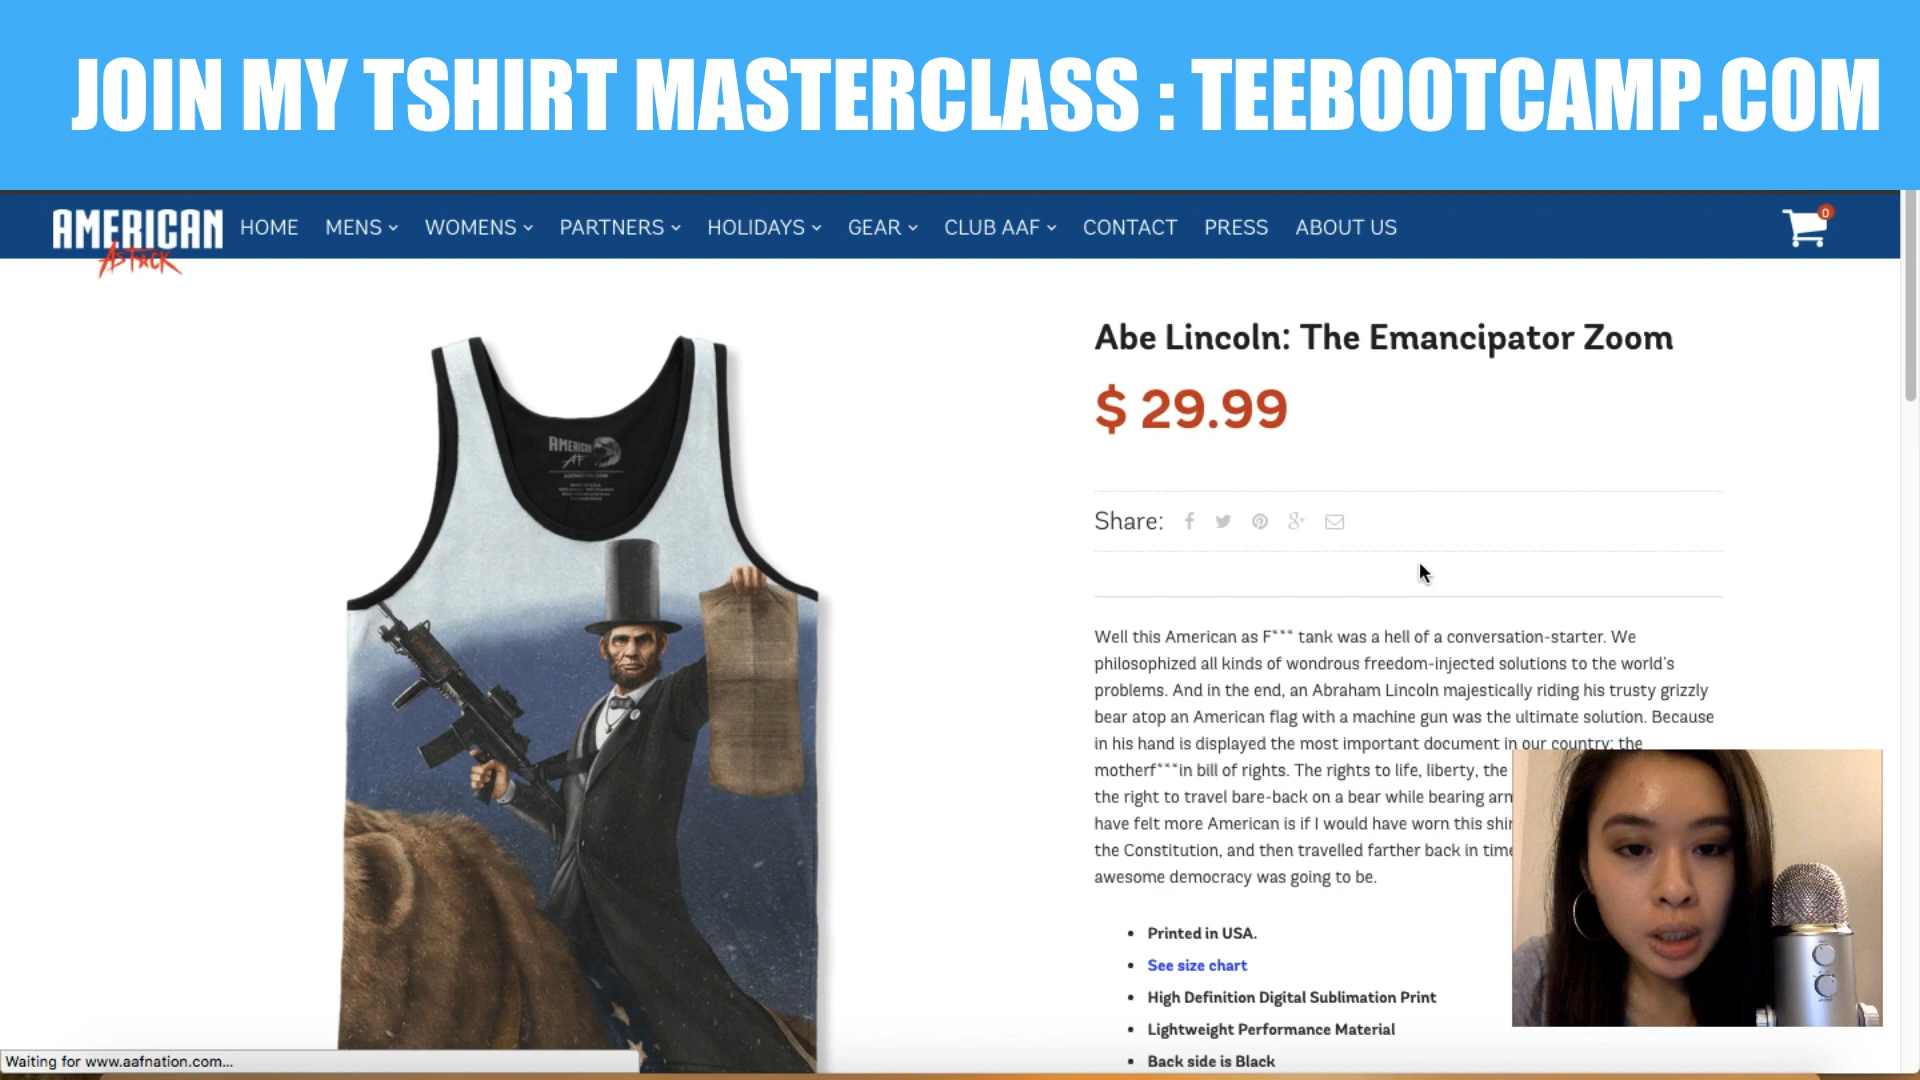 JOIN MY TSHIRT MASTERCLASS : TEEBOOTCAMP.COM
AMERICAN
HOME MENS WOMENS PARTNERS HOLIDAYS GEAR CLUB AAF CONTACT PRESS ABOUT US
0
Abe Lincoln: The Emancipator Zoom
$ 29.99
AMERICAN
AF
AAFNATION.COM
Share:
Well this American as F*** tank was a hell of a conversation-starter. We
philosophized all kinds of wondrous freedom-injected solutions to the world's
problems. And in the end, an Abraham Lincoln majestically riding his trusty grizzly
bear atop an American flag with a machine gun was the ultimate solution. Because
in his hand is displayed the most important document in our country: the
motherf***in bill of rights. The rights to life, liberty, the
the right to travel bare-back on a bear while bearing
have felt more American is if I would have worn this
the Constitution, and then travelled farther back in time
awesome democracy was going to be.
• Printed in USA.
• See size chart
• High Definition Digital Sublimation Print
• Lightweight Performance Material
• Back side is Black
Waiting for www.aafnation.com...